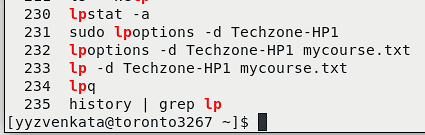 230 lpstat -a
231 sudo lpoptions -d Techzone-HP1
232 lpoptions -d Techzone-HP1 mycourse.txt
233 lp -d Techzone-HP1 mycourse.txt
234 lpq
235 history | grep lp
[yyzvenkata@toronto3267 ~]$